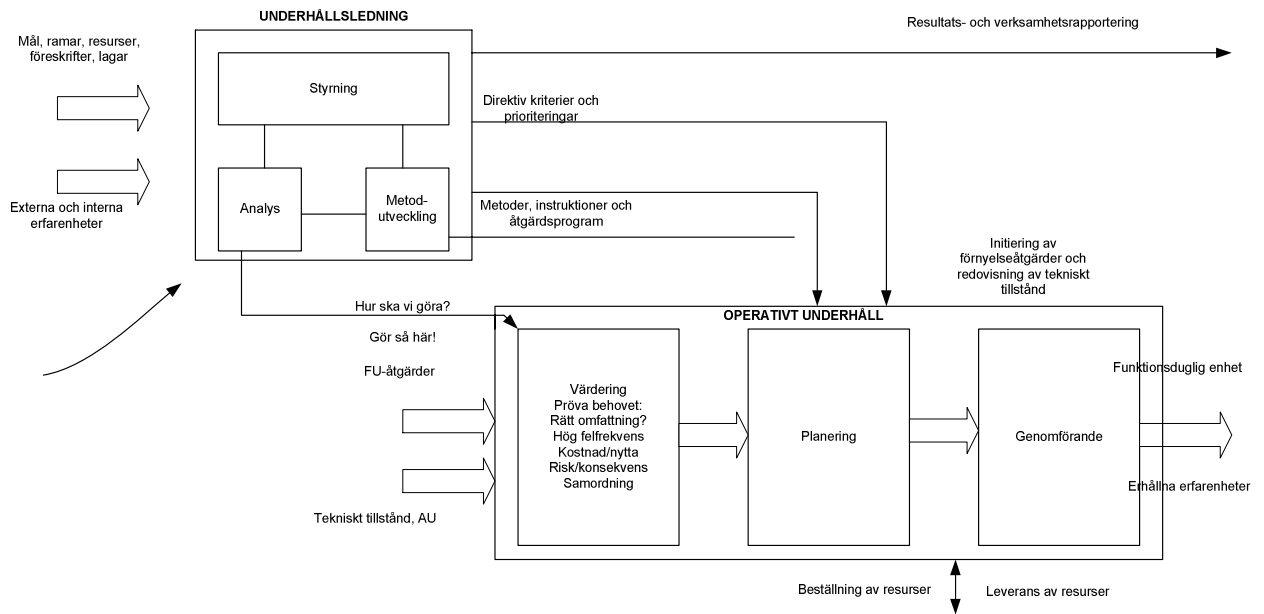 UNDERHÅLLSLEDNING
Resultats- och verksamhetsrapportering
Mål, ramar, resurser,
föreskrifter, lagar
Styrning
Direktiv kriterier och
prioriteringar
Analys
Metod-
utveckling
Metoder, instruktioner och
åtgärdsprogram
Externa och interna
erfarenheter
Initiering av
förnyelseåtgärder och
redovisning av tekniskt
tillstånd
Hur ska vi göra?
Gör så här!
FU-åtgärder
OPERATIVT UNDERHÅLL
Värdering
Pröva behovet:
Rätt omfattning?
Hög felfrekvens
Kostnad/nytta
Risk/konsekvens
Samordning
Planering
Genomförande
Funktionsduglig enhet
Erhållna erfarenheter
Tekniskt tillstånd, AU
Beställning av resurser
Leverans av resurser